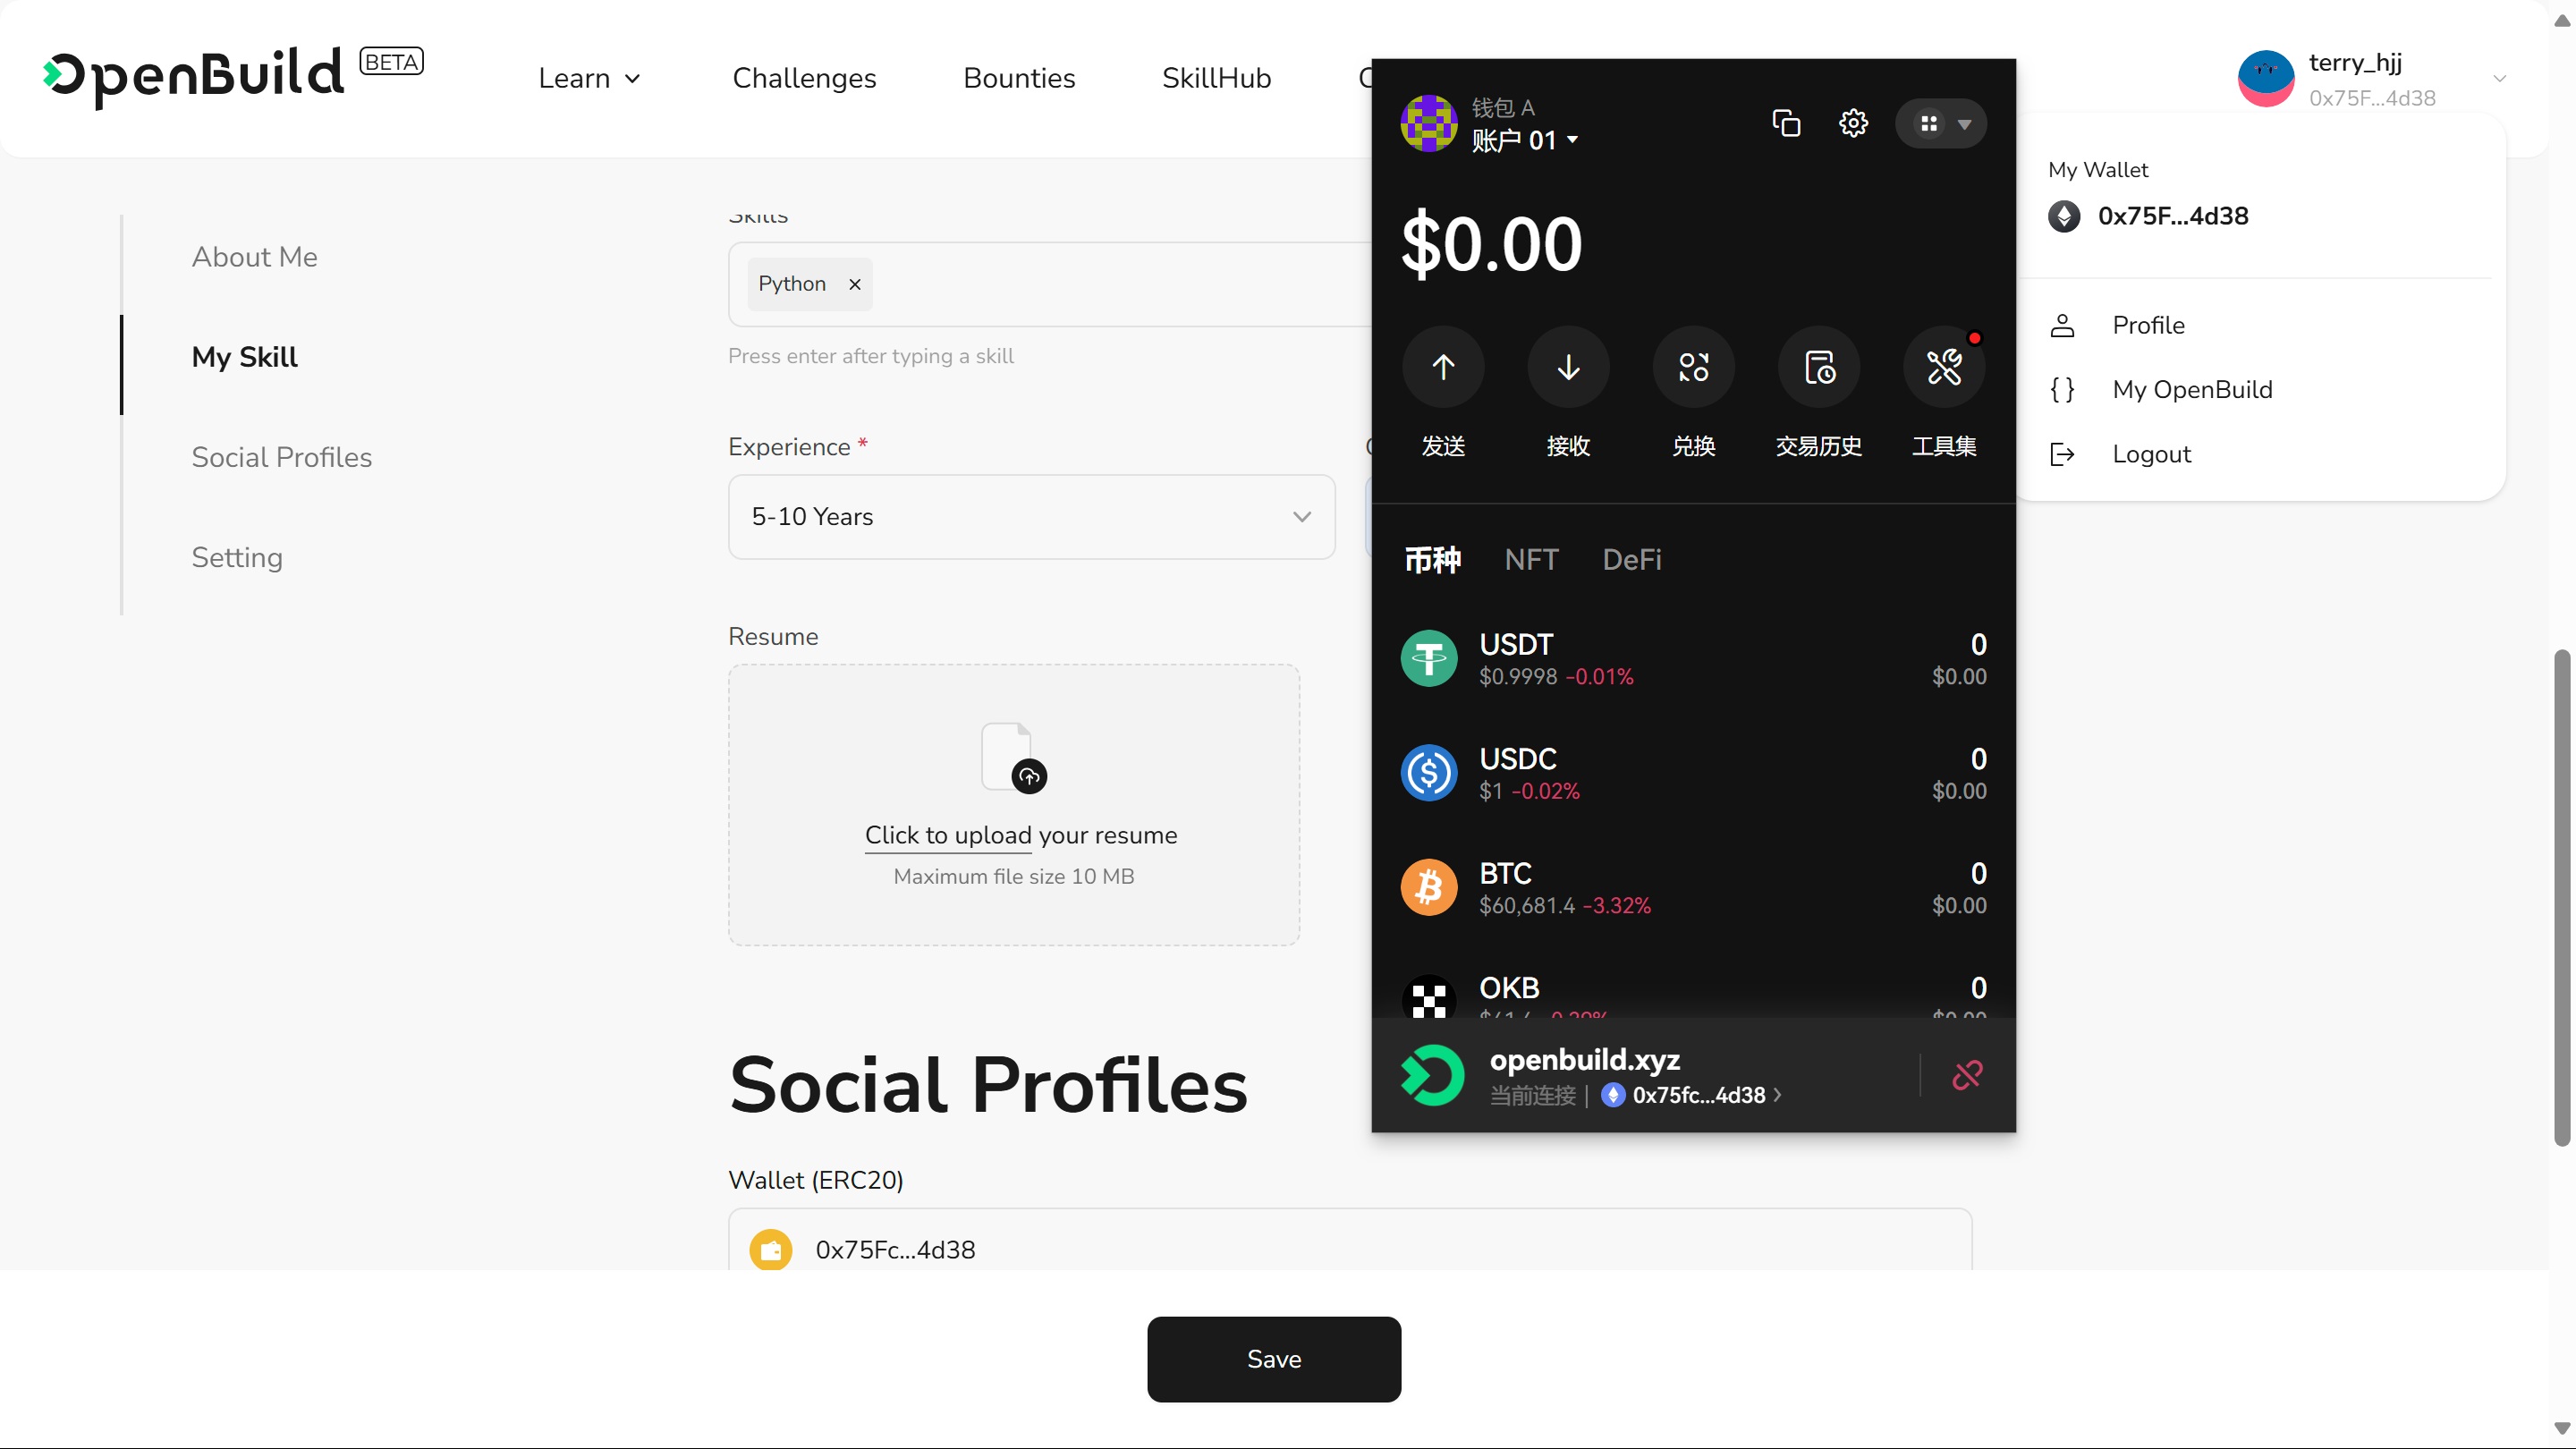 OpenBuild BETA
Learn
Challenges
Bounties
SkillHub
terry_hjj
0x75F...4d38
About Me
My Skill
Social Profiles
Setting
Skills
Python ×
Press enter after typing a skill
Experience *
5-10 Years
Resume
Click to upload your resume
Maximum file size 10 MB
Social Profiles
Wallet (ERC20)
0x75Fc...4d38
Save
钱包 A
账户 01
$0.00
发送
接收
兑换
交易历史
工具集
币种 NFT DeFi
USDT 0
$0.9998 -0.01% $0.00
USDC 0
$1 -0.02% $0.00
BTC 0
$60,681.4 -3.32% $0.00
OKB 0
$0.00
openbuild.xyz
当前连接 | 0x75fc...4d38
My Wallet
0x75F...4d38
Profile
My OpenBuild
Logout